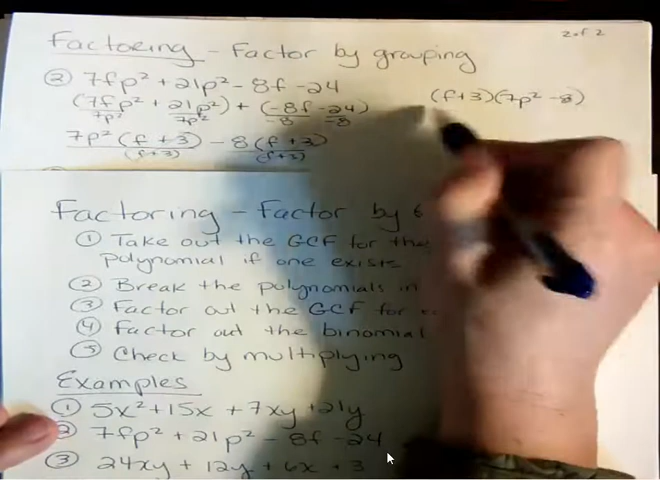 2 of 2
Factoring - Factor by grouping
② 7fp² + 21p² - 8f - 24
(f+3)(7p² - 8)
(7fp² + 21p²) + (-8f - 24)
7p² 7p² -8 -8
7p² (f + 3) - 8 (f + 3)
(f+3) (f+3)
Factoring - Factor by
① Take out the GCF for the
polynomial if one exists
② Break the polynomials in
③ Factor out the GCF for
④ Factor out the binomial
⑤ Check by multiplying
Examples
① 5x² + 15x + 7xy + 21y
② 7fp² + 21p² - 8f - 24
③ 24xy + 12y + 6x + 3